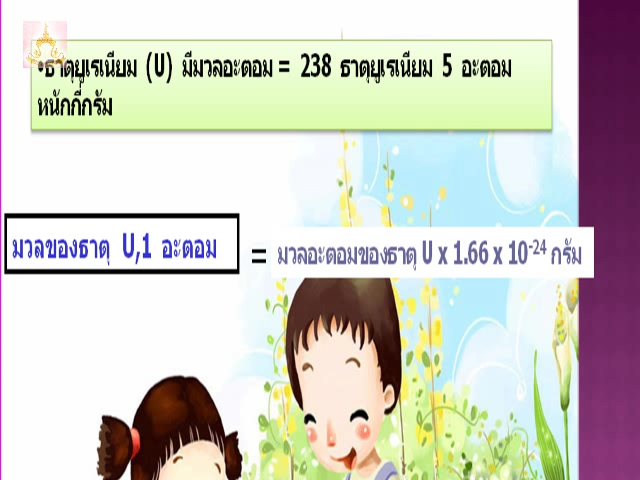 •ธาตุยูเรเนียม (U) มีมวลอะตอม = 238 ธาตุยูเรเนียม 5 อะตอม
หนักกี่กรัม
มวลของธาตุ U,1 อะตอม = มวลอะตอมของธาตุ U x 1.66 x 10⁻²⁴ กรัม